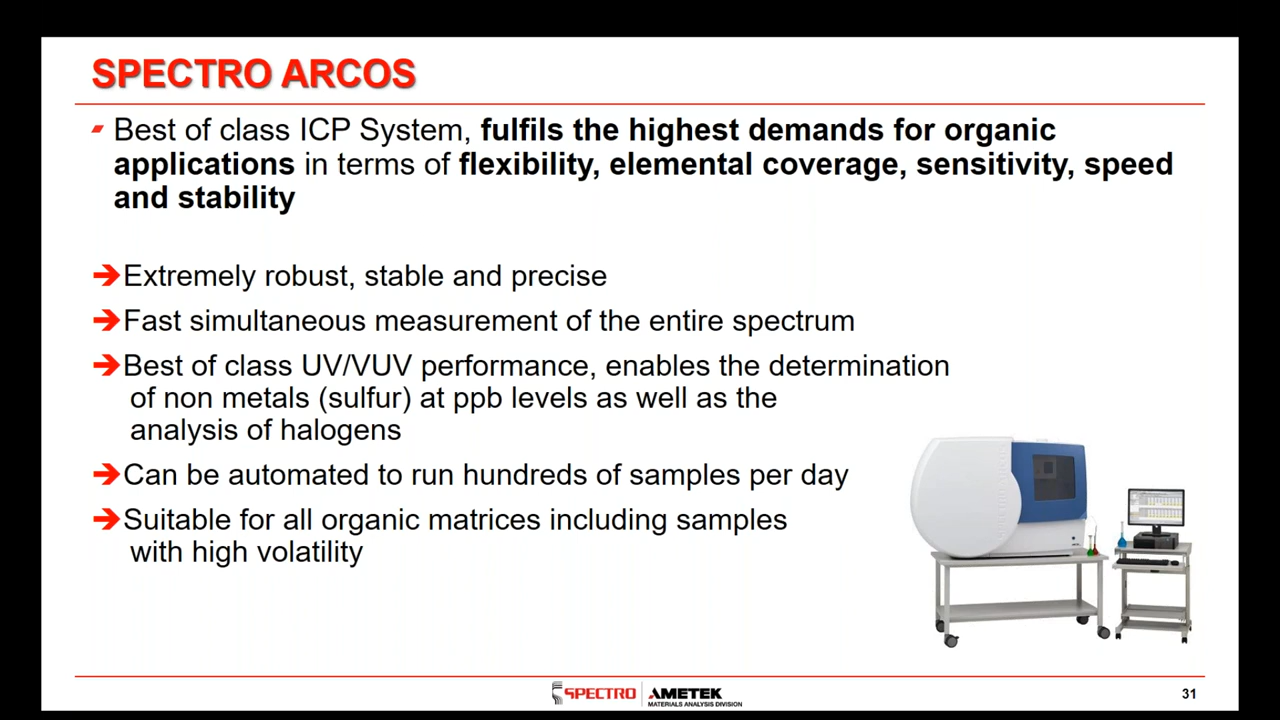 SPECTRO ARCOS
Best of class ICP System, fulfils the highest demands for organic
applications in terms of flexibility, elemental coverage, sensitivity, speed
and stability
Extremely robust, stable and precise
Fast simultaneous measurement of the entire spectrum
Best of class UV/VUV performance, enables the determination
of non metals (sulfur) at ppb levels as well as the
analysis of halogens
Can be automated to run hundreds of samples per day
Suitable for all organic matrices including samples
with high volatility
SPECTRO
AMETEK
MATERIALS ANALYSIS DIVISION
31